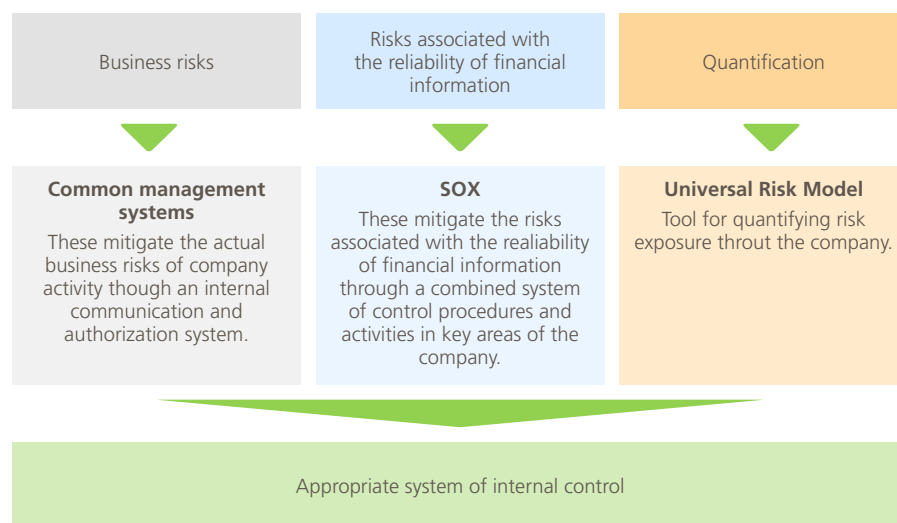 Business risks
Risks associated with
the reliability of financial
information
Quantification
Common management
systems
These mitigate the actual
business risks of company
activity though an internal
communication and
authorization system.
SOX
These mitigate the risks
associated with the realiability
of financial information
through a combined system
of control procedures and
activities in key areas of the
company.
Universal Risk Model
Tool for quantifying risk
exposure throut the company.
Appropriate system of internal control